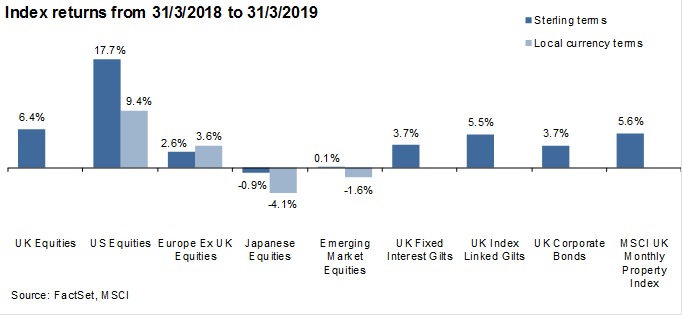 Index returns from 31/3/2018 to 31/3/2019
Sterling terms
Local currency terms
17.7%
9.4%
6.4%
2.6%
3.6%
-0.9%
-4.1%
0.1%
-1.6%
3.7%
5.5%
3.7%
5.6%
UK Equities
US Equities
Europe Ex UK
Equities
Japanese
Equities
Emerging
Market
Equities
UK Fixed
Interest Gilts
UK Index
Linked Gilts
UK Corporate
Bonds
MSCI UK
Monthly
Property
Index
Source: FactSet, MSCI